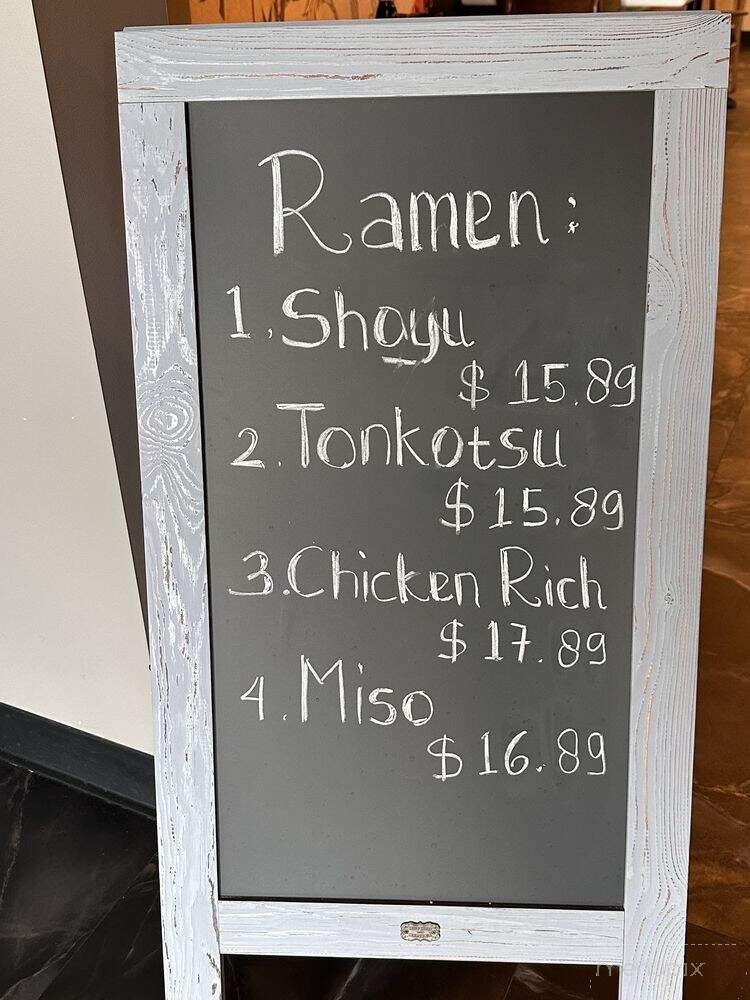 Ramen:
1. Shoyu
$ 15.89
2. Tonkotsu
$ 15.89
3. Chicken Rich
$ 17.89
4. Miso
$ 16.89